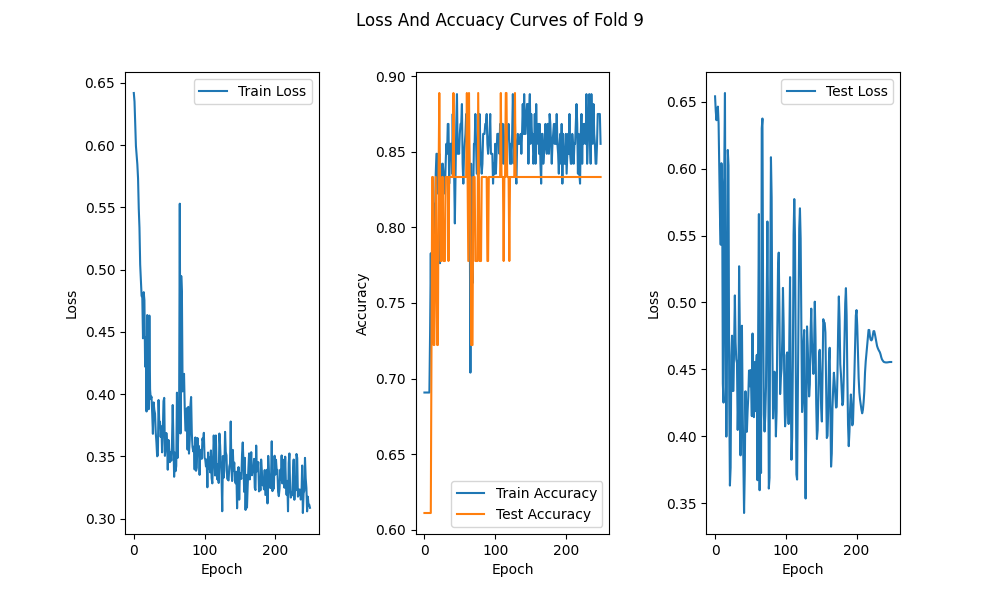 Loss And Accuacy Curves of Fold 9
Train Loss
0.65
0.60
0.55
0.50
0.45
0.40
0.35
0.30
Loss
0
100
200
Epoch
0.90
0.85
0.80
0.75
0.70
0.65
0.60
Accuracy
Train Accuracy
Test Accuracy
0
100
200
Epoch
Test Loss
0.65
0.60
0.55
0.50
0.45
0.40
0.35
Loss
0
100
200
Epoch